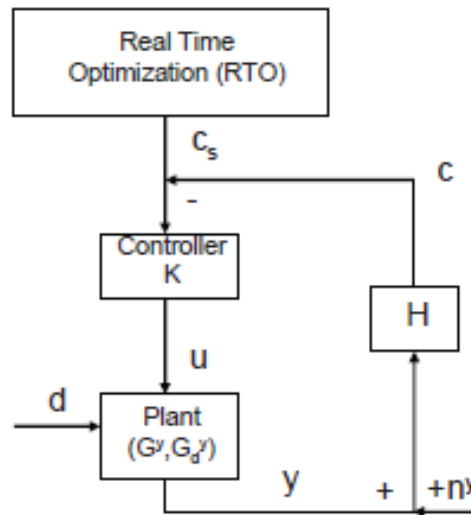 Real Time
Optimization (RTO)
c_s
c
-
Controller
K
H
u
d
Plant
(G^y,G_d^y)
y
+
+n^y